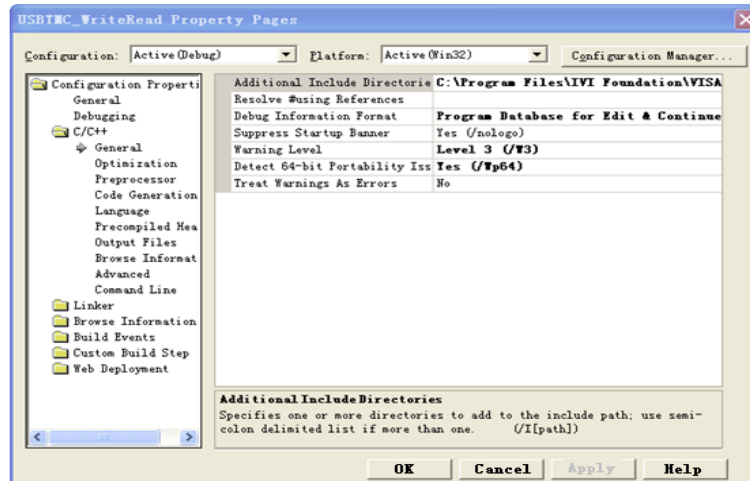 USBTMC_WriteRead Property Pages
Configuration: Active(Debug) Platform: Active(Win32) Configuration Manager...
Configuration Properti
General
Debugging
C/C++
General
Optimization
Preprocessor
Code Generation
Language
Precompiled Hea
Output Files
Browse Informat
Advanced
Command Line
Linker
Browse Information
Build Events
Custom Build Step
Web Deployment
Additional Include Directorie C:\Program Files\IVI Foundation\VISA
Resolve #using References
Debug Information Format Program Database for Edit & Continue
Suppress Startup Banner Yes (/nologo)
Warning Level Level 3 (/W3)
Detect 64-bit Portability Iss Yes (/Wp64)
Treat Warnings As Errors No
Additional Include Directories
Specifies one or more directories to add to the include path; use semi-
colon delimited list if more than one. (/I[path])
OK Cancel Apply Help